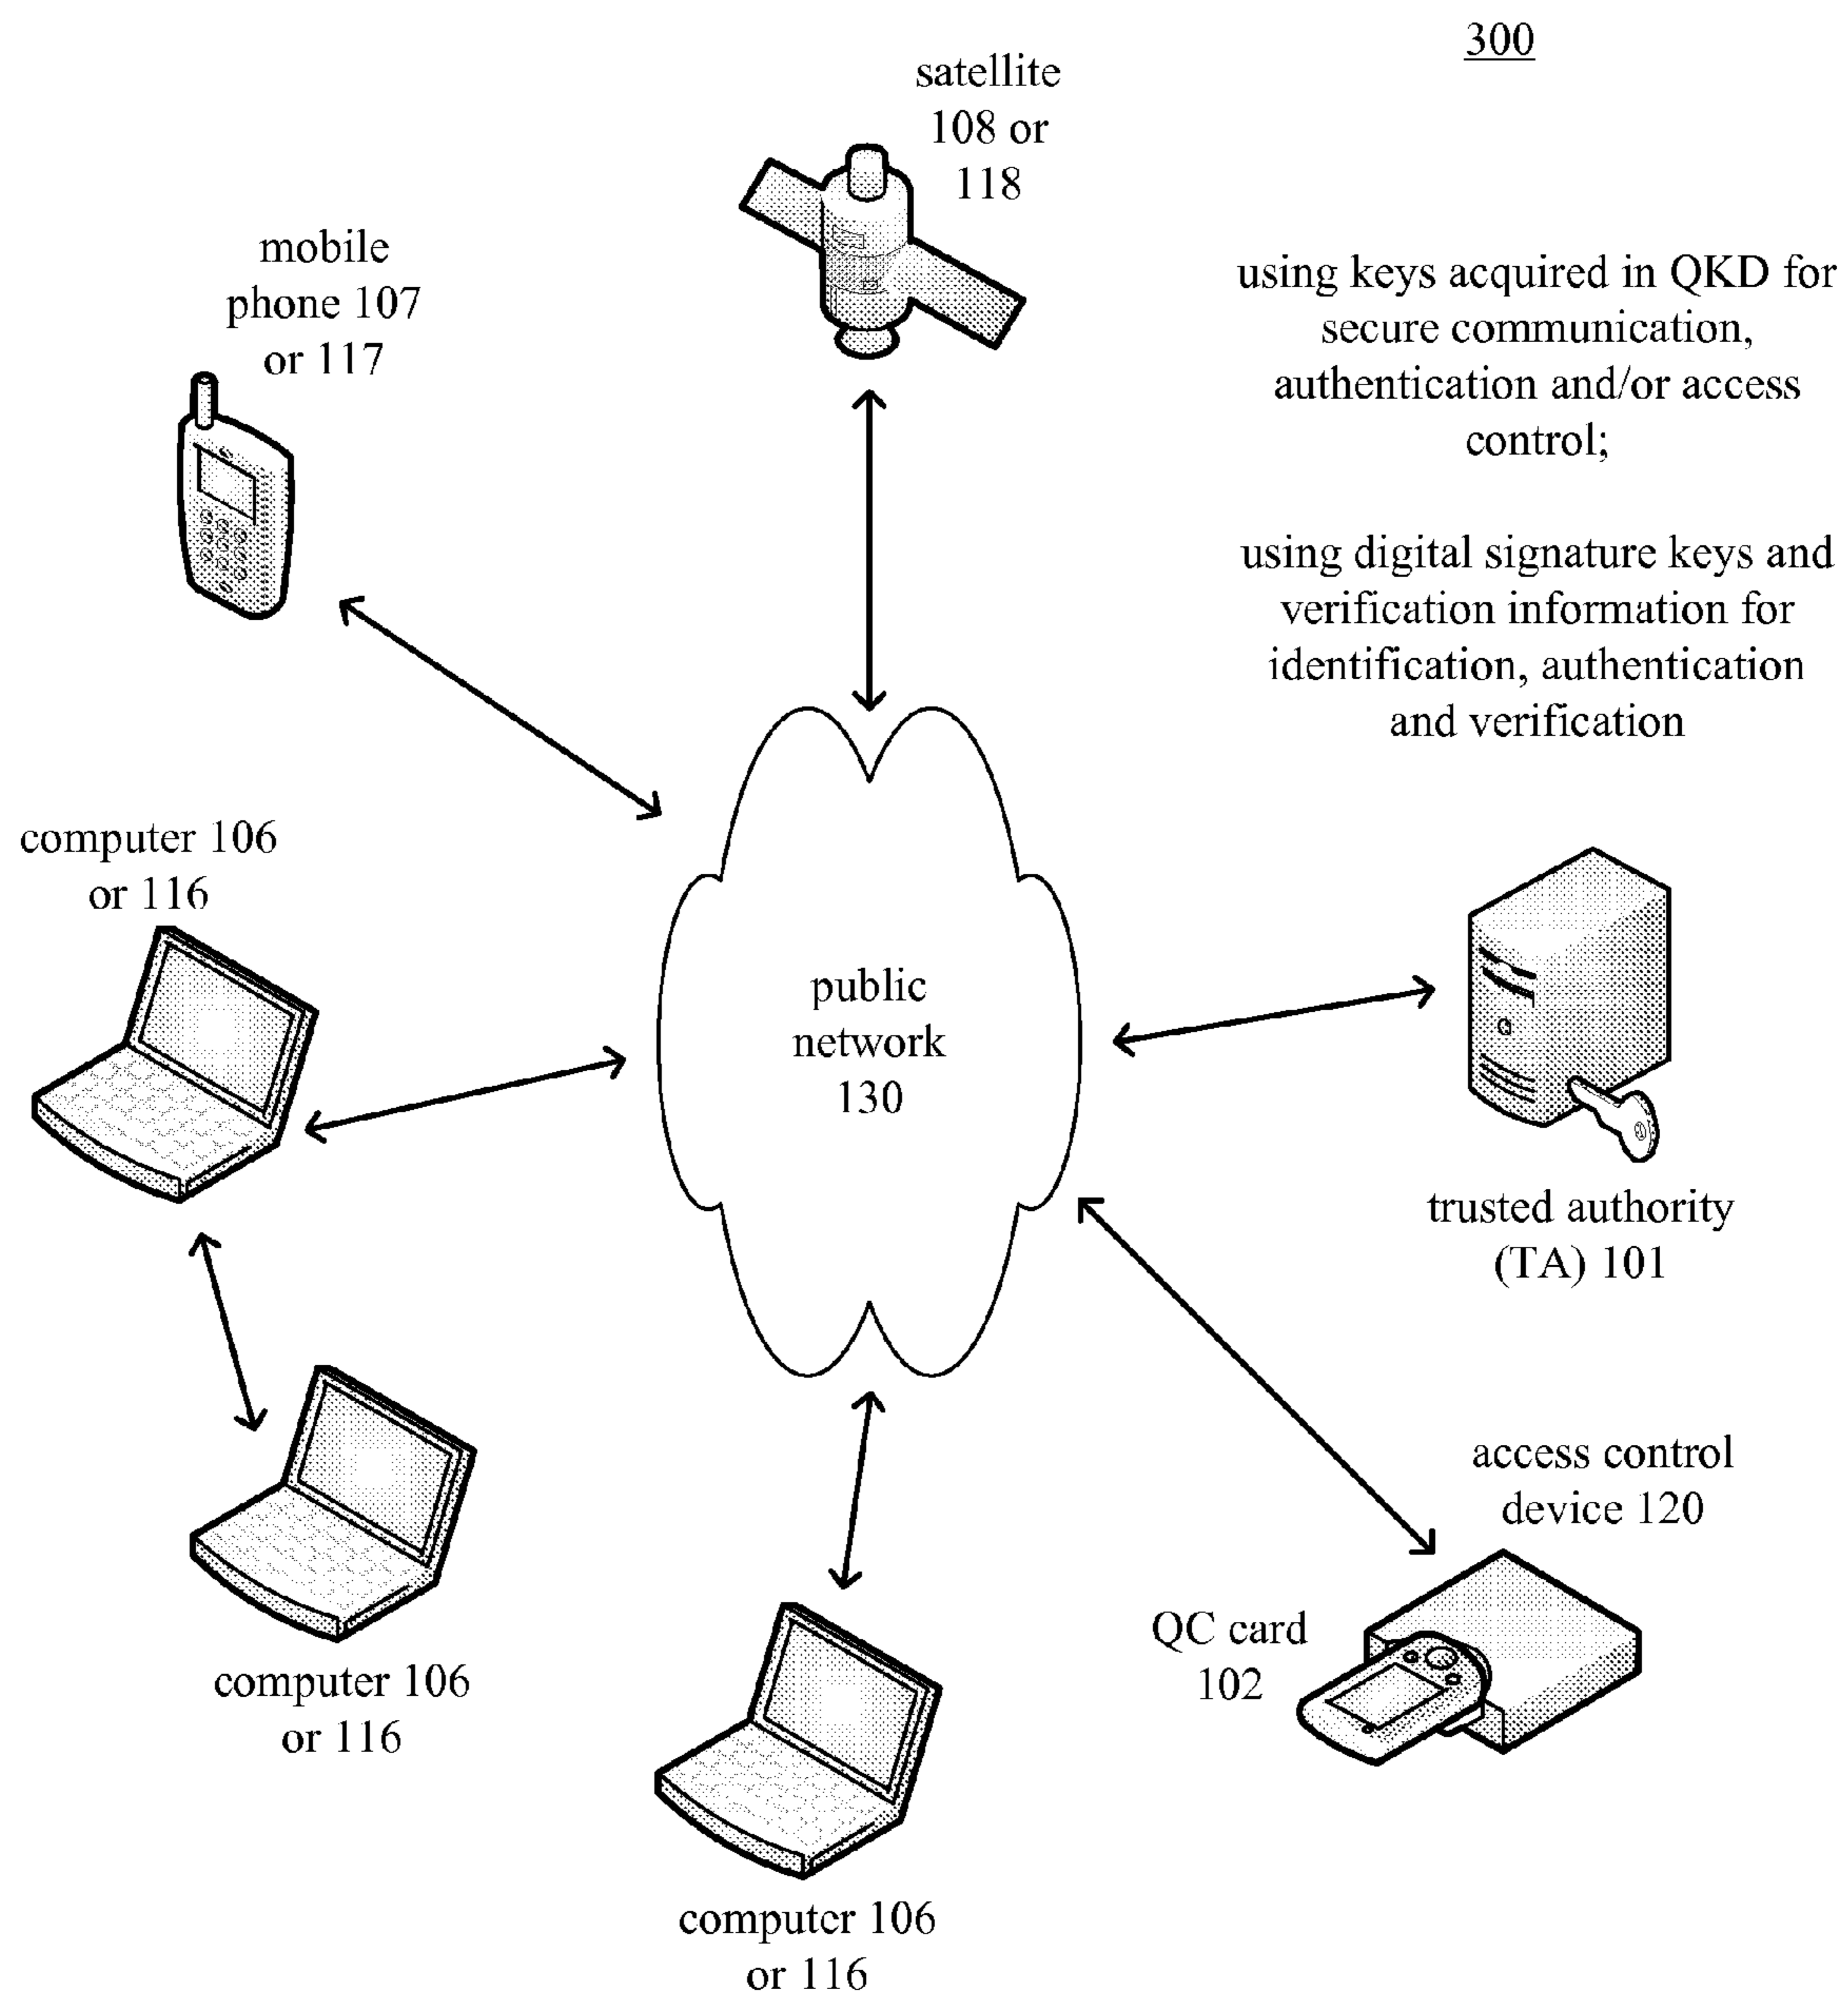 300
satellite
108 or
118
mobile
phone 107
or 117
using keys acquired in QKD for
secure communication,
authentication and/or access
control;
using digital signature keys and
verification information for
identification, authentication
and verification
computer 106
or 116
public
network
130
trusted authority
(TA) 101
access control
device 120
QC card
102
computer 106
or 116
computer 106
or 116